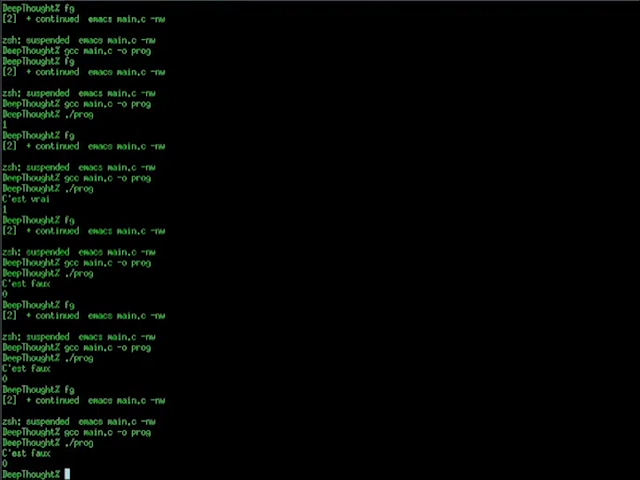 DeepThought% fg
[2]  + continued  emacs main.c -nw
zsh: suspended  emacs main.c -nw
DeepThought% gcc main.c -o prog
DeepThought% fg
[2]  + continued  emacs main.c -nw
zsh: suspended  emacs main.c -nw
DeepThought% gcc main.c -o prog
DeepThought% ./prog
1
DeepThought% fg
[2]  + continued  emacs main.c -nw
zsh: suspended  emacs main.c -nw
DeepThought% gcc main.c -o prog
DeepThought% ./prog
C'est vrai
1
DeepThought% fg
[2]  + continued  emacs main.c -nw
zsh: suspended  emacs main.c -nw
DeepThought% gcc main.c -o prog
DeepThought% ./prog
C'est faux
0
DeepThought% fg
[2]  + continued  emacs main.c -nw
zsh: suspended  emacs main.c -nw
DeepThought% gcc main.c -o prog
DeepThought% ./prog
C'est faux
0
DeepThought% fg
[2]  + continued  emacs main.c -nw
zsh: suspended  emacs main.c -nw
DeepThought% gcc main.c -o prog
DeepThought% ./prog
C'est faux
0
DeepThought%